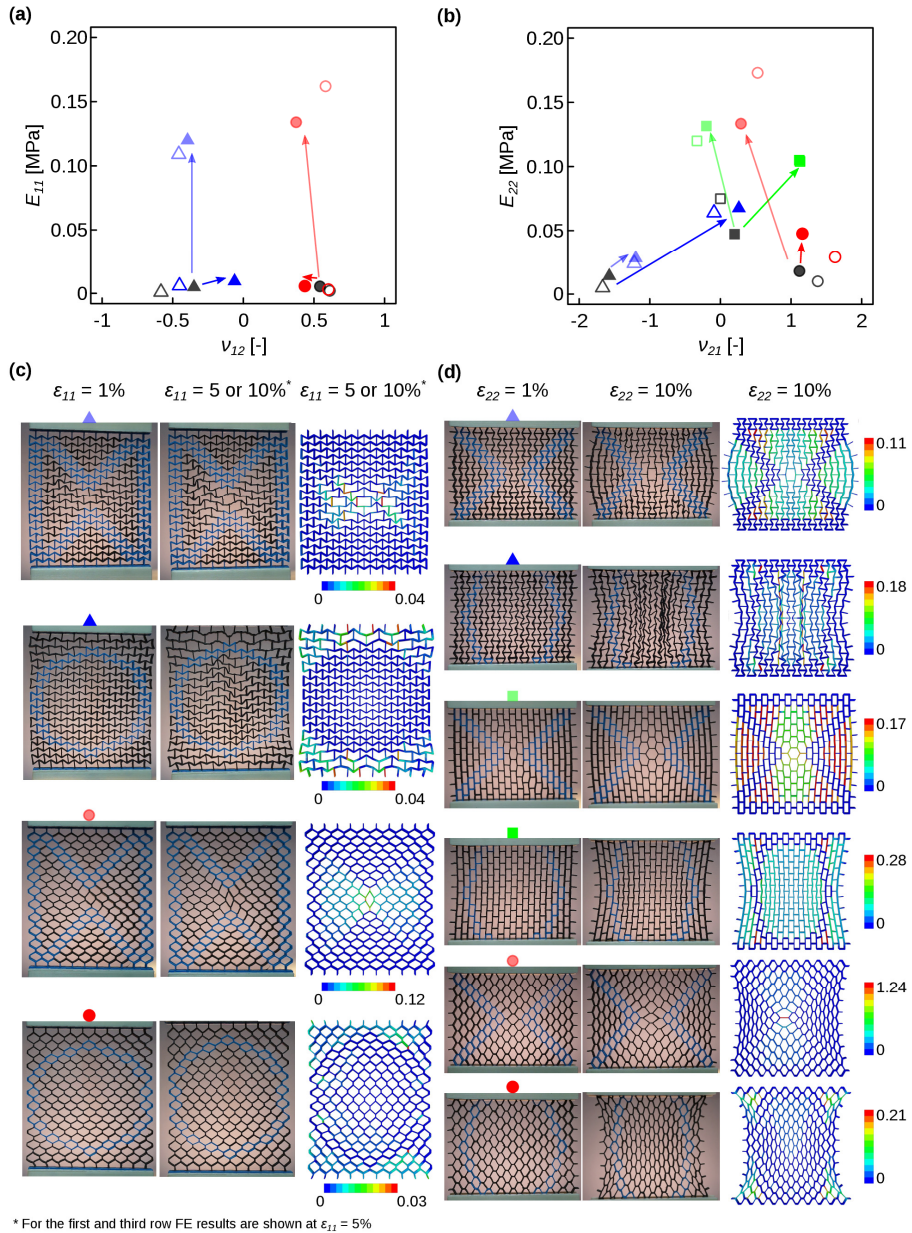 (a)
0.20
0.15
0.10
0.05
0
E11 [MPa]
-1
-0.5
0
0.5
1
ν12 [-]
(b)
0.20
0.15
0.10
0.05
0
E22 [MPa]
-2
-1
0
1
2
ν21 [-]
(c)
ε11 = 1%
ε11 = 5 or 10%*
ε11 = 5 or 10%*
0
0.04
0
0.04
0
0.12
0
0.03
* For the first and third row FE results are shown at ε11 = 5%
(d)
ε22 = 1%
ε22 = 10%
ε22 = 10%
0.11
0
0.18
0
0.17
0
0.28
0
1.24
0
0.21
0